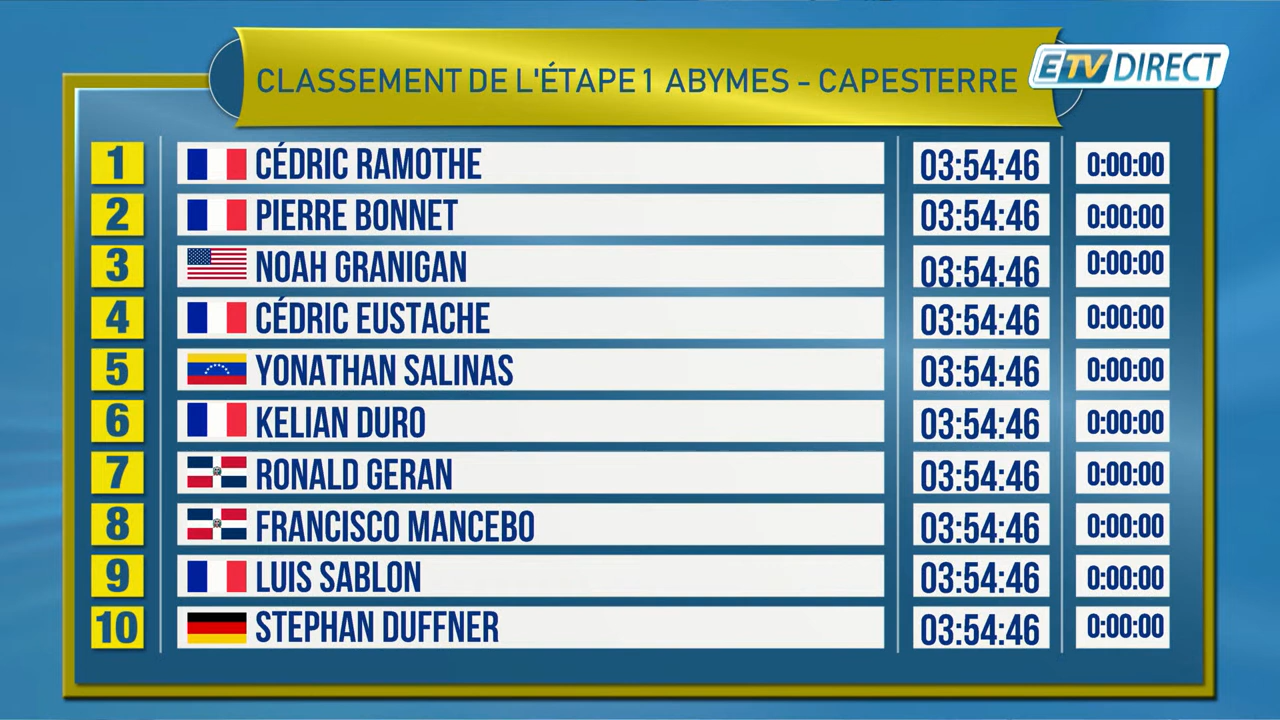 CLASSEMENT DE L'ÉTAPE 1 ABYMES - CAPESTERRE
ETV DIRECT
1 CÉDRIC RAMOTHE 03:54:46 0:00:00
2 PIERRE BONNET 03:54:46 0:00:00
3 NOAH GRANIGAN 03:54:46 0:00:00
4 CÉDRIC EUSTACHE 03:54:46 0:00:00
5 YONATHAN SALINAS 03:54:46 0:00:00
6 KELIAN DURO 03:54:46 0:00:00
7 RONALD GERAN 03:54:46 0:00:00
8 FRANCISCO MANCEBO 03:54:46 0:00:00
9 LUIS SABLON 03:54:46 0:00:00
10 STEPHAN DUFFNER 03:54:46 0:00:00